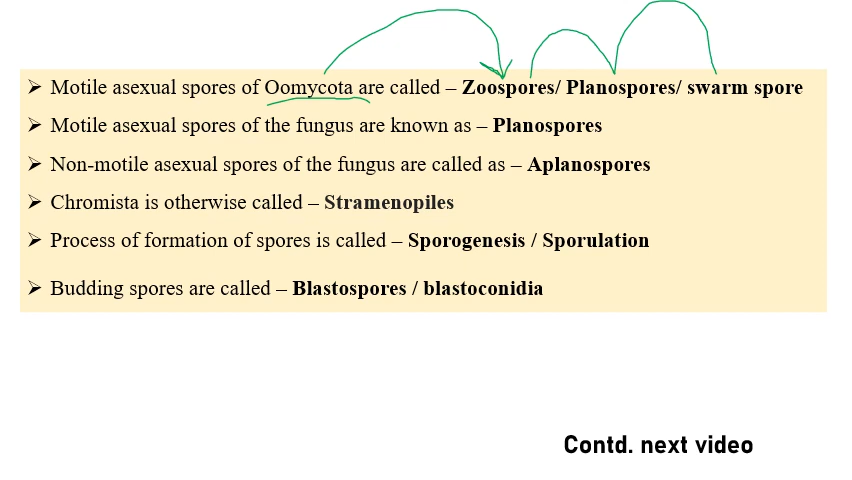 ➢ Motile asexual spores of Oomycota are called – Zoospores/ Planospores/ swarm spore
➢ Motile asexual spores of the fungus are known as – Planospores
➢ Non-motile asexual spores of the fungus are called as – Aplanospores
➢ Chromista is otherwise called – Stramenopiles
➢ Process of formation of spores is called – Sporogenesis / Sporulation
➢ Budding spores are called – Blastospores / blastoconidia
Contd. next video